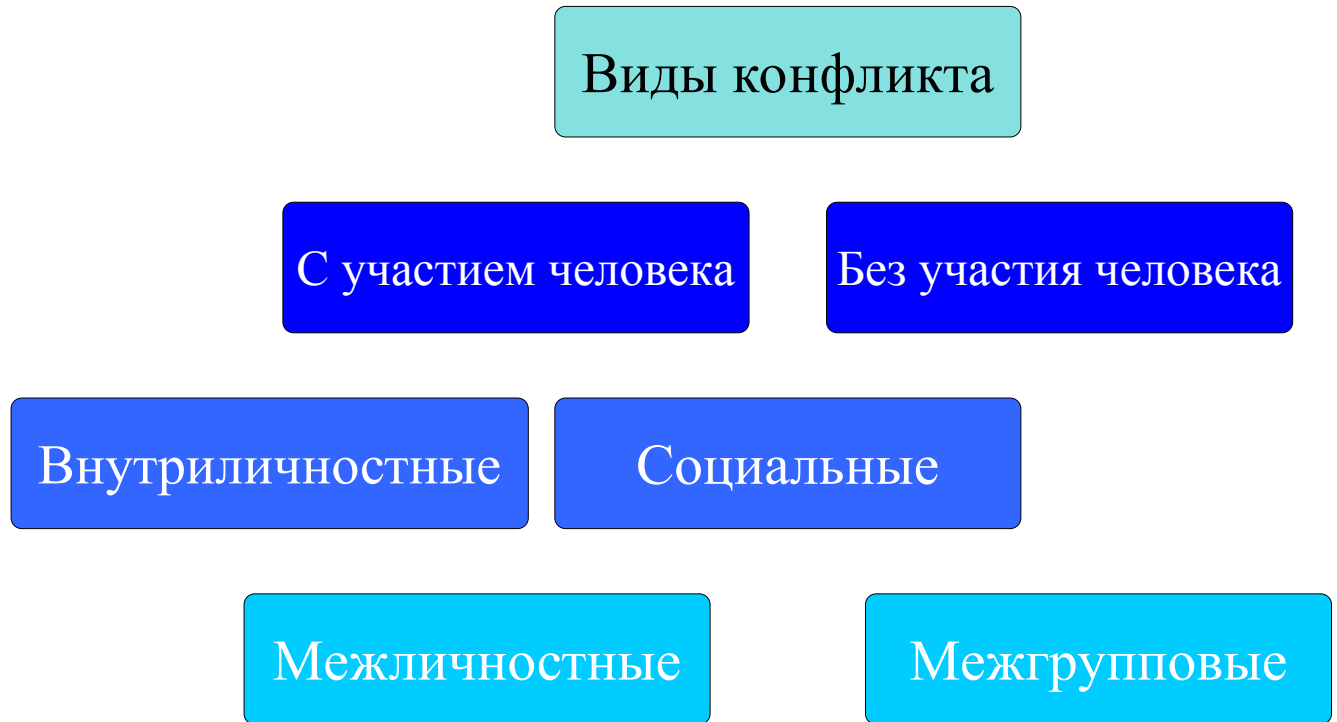 Виды конфликта
С участием человека
Без участия человека
Внутриличностные
Социальные
Межличностные
Межгрупповые